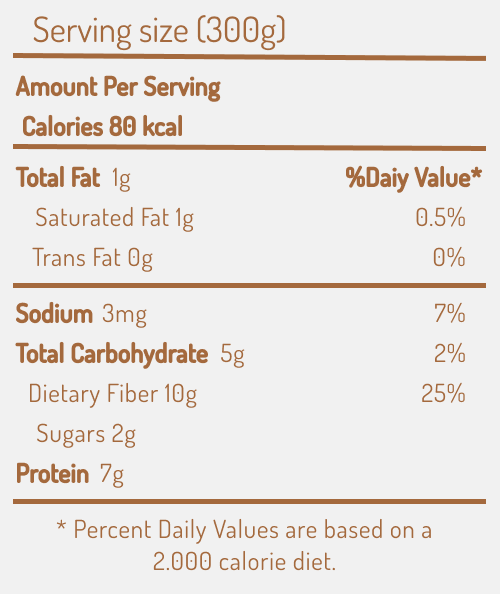 Serving size (300g)
Amount Per Serving
Calories 80 kcal
Total Fat 1g %Daiy Value*
Saturated Fat 1g 0.5%
Trans Fat 0g 0%
Sodium 3mg 7%
Total Carbohydrate 5g 2%
Dietary Fiber 10g 25%
Sugars 2g
Protein 7g
* Percent Daily Values are based on a
2.000 calorie diet.